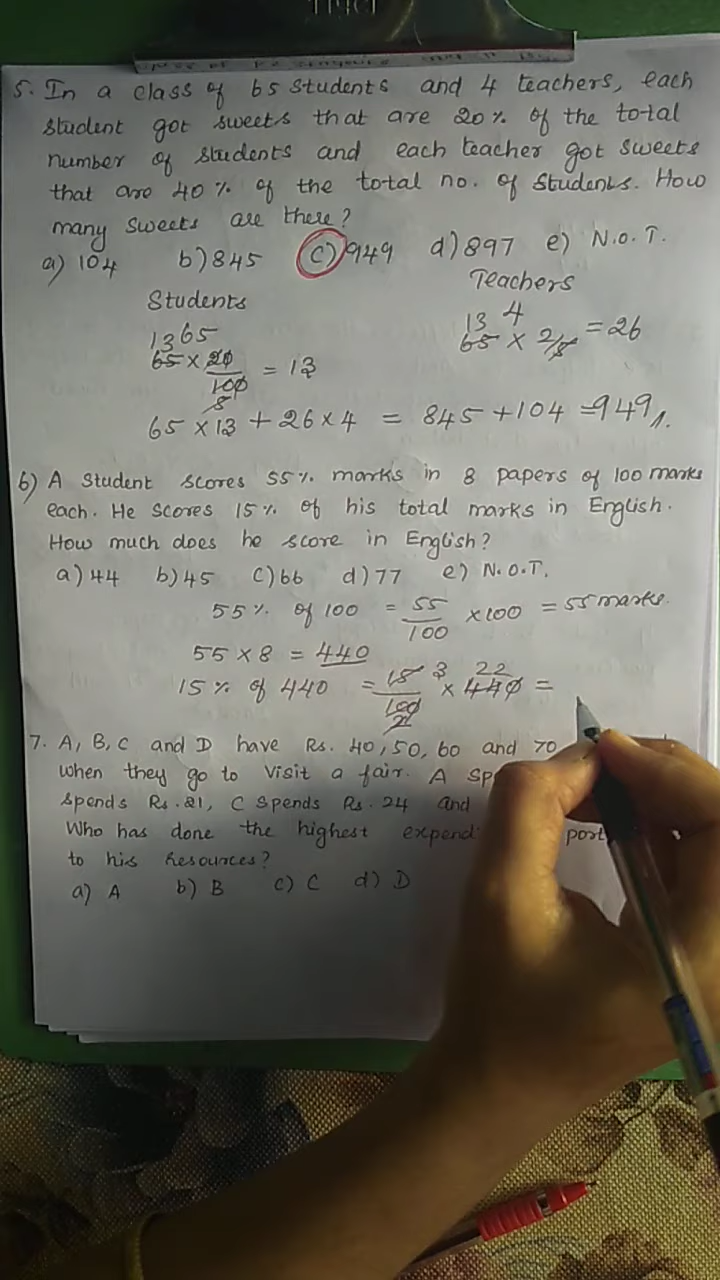 5. In a class of 65 students and 4 teachers, each
student got sweets that are 20% of the total
number of students and each teacher got sweets
that are 40% of the total no. of students. How
many sweets are there?
a) 104 b) 845 c) 949 d) 897 e) N.O.T.
Students Teachers
13 65 13 4
65 × 20/100 = 13 65 × 2/5 = 26
5
65 × 13 + 26 × 4 = 845 + 104 = 949
6) A student scores 55% marks in 8 papers of 100 marks
each. He scores 15% of his total marks in English.
How much does he score in English?
a) 44 b) 45 c) 66 d) 77 e) N.O.T.
55% of 100 = 55/100 × 100 = 55 marks.
55 × 8 = 440
3 22
15% of 440 = 15/100 × 440 =
2
7. A, B, C and D have Rs. 40, 50, 60 and 70
when they go to visit a fair. A
spends Rs. 21, C spends Rs. 24 and
Who has done the highest expend port
to his resources?
a) A b) B c) C d) D